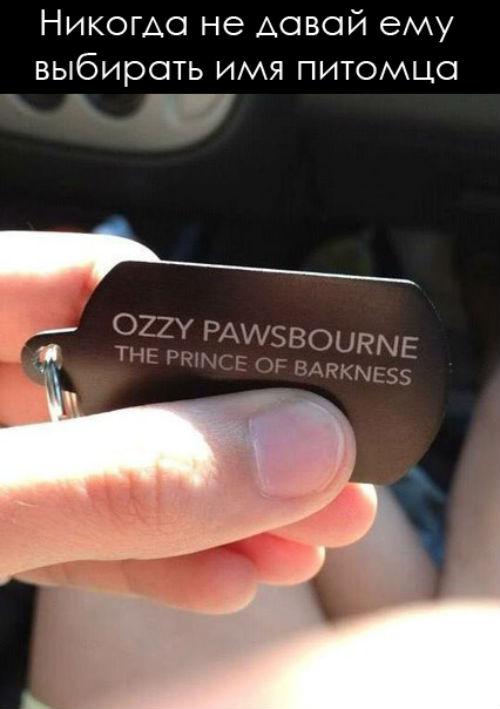 Никогда не давай ему
выбирать имя питомца
OZZY PAWSBOURNE
THE PRINCE OF BARKNESS